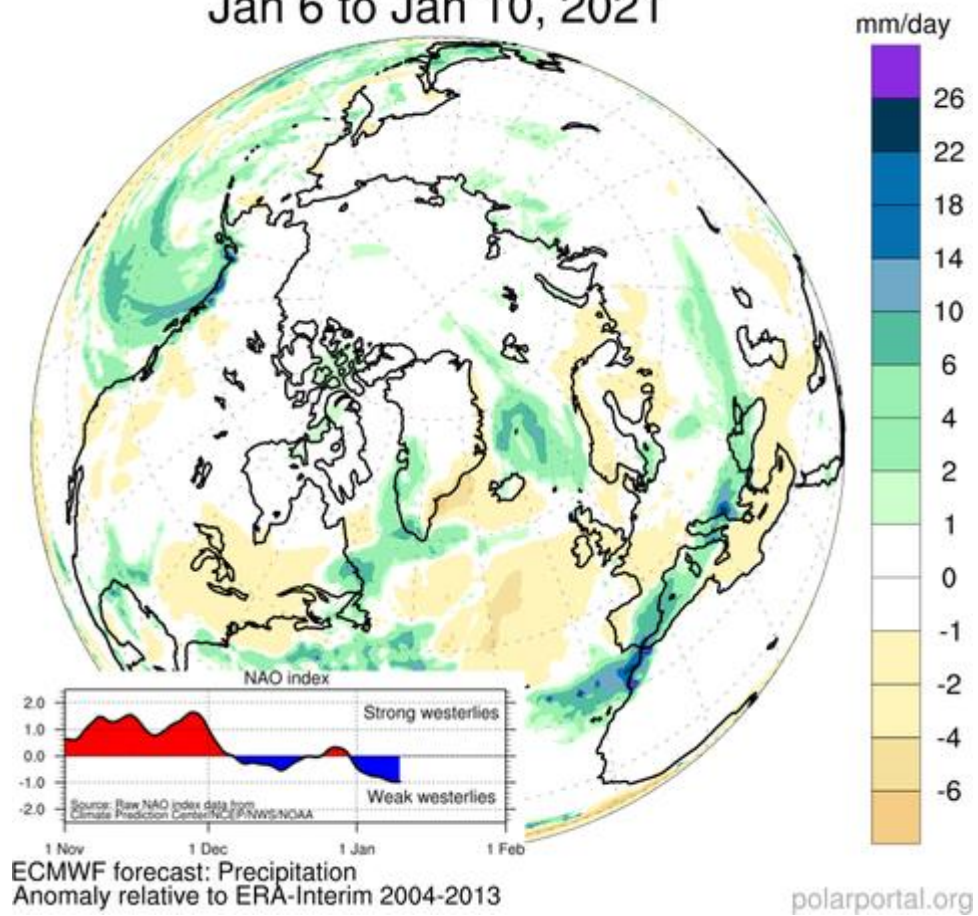 Jan 6 to Jan 10, 2021
mm/day
26
22
18
14
10
6
4
2
1
0
-1
-2
-4
-6
NAO index
2.0
1.0
0.0
-1.0
-2.0
Strong westerlies
Weak westerlies
Source: Raw NAO index data from
Climate Prediction Center/NCEP/NWS/NOAA
1 Nov 1 Dec 1 Jan 1 Feb
ECMWF forecast: Precipitation
Anomaly relative to ERA-Interim 2004-2013
polarportal.org